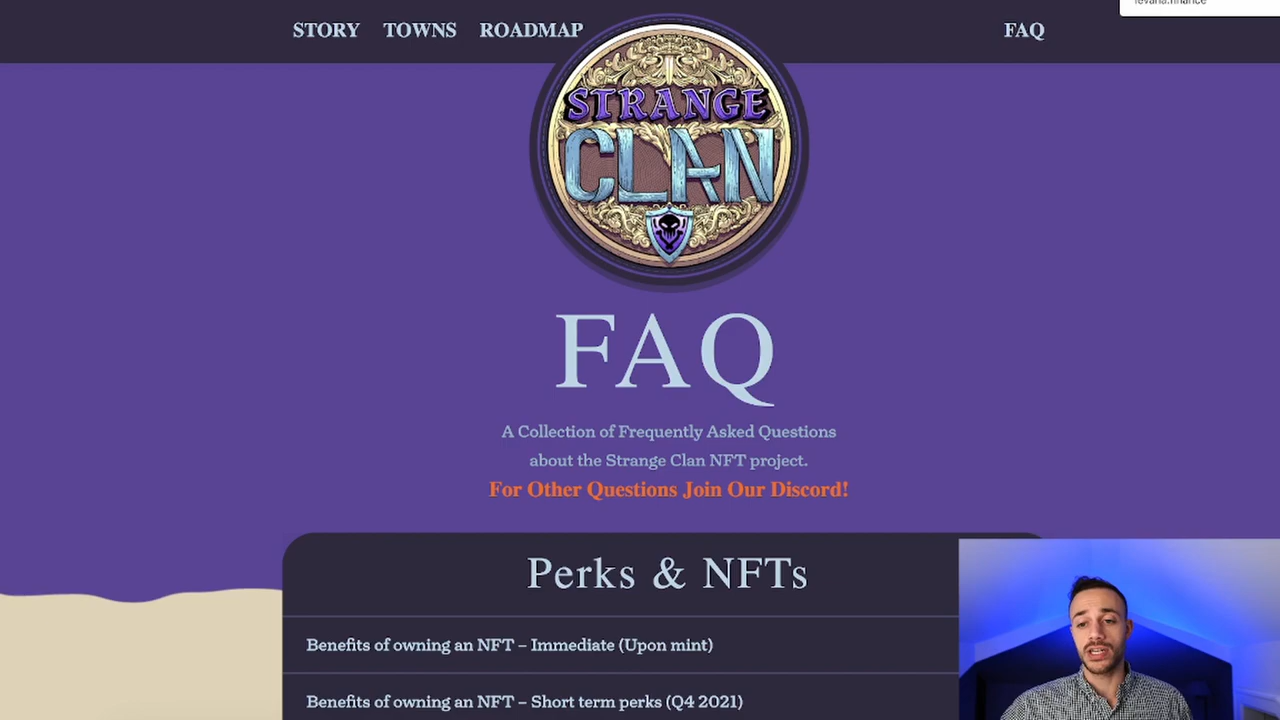 levana.finance
STORY TOWNS ROADMAP FAQ
STRANGE
CLAN
FAQ
A Collection of Frequently Asked Questions
about the Strange Clan NFT project.
For Other Questions Join Our Discord!
Perks & NFTs
Benefits of owning an NFT – Immediate (Upon mint)
Benefits of owning an NFT – Short term perks (Q4 2021)